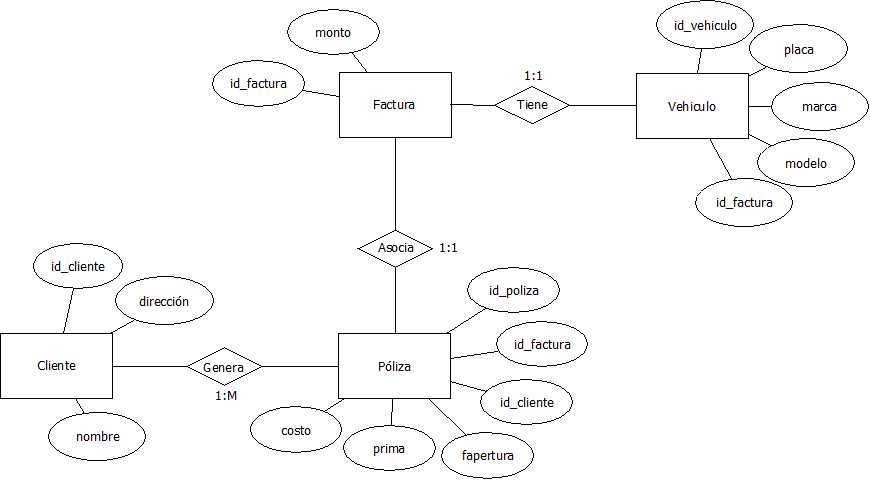 id_vehiculo
monto
placa
1:1
id_factura
Factura
Tiene
Vehiculo
marca
modelo
id_factura
Asocia
1:1
id_cliente
id_poliza
dirección
id_factura
Cliente
Genera
Póliza
1:M
id_cliente
costo
nombre
prima
fapertura